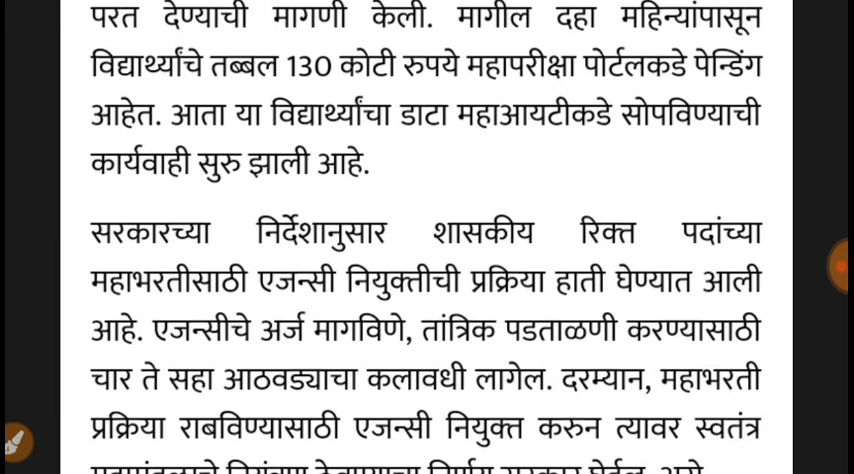 परत देण्याची मागणी केली. मागील दहा महिन्यांपासून
विद्यार्थ्यांचे तब्बल 130 कोटी रुपये महापरीक्षा पोर्टलकडे पेन्डिंग
आहेत. आता या विद्यार्थ्यांचा डाटा महाआयटीकडे सोपविण्याची
कार्यवाही सुरु झाली आहे.
सरकारच्या निर्देशानुसार शासकीय रिक्त पदांच्या
महाभरतीसाठी एजन्सी नियुक्तीची प्रक्रिया हाती घेण्यात आली
आहे. एजन्सीचे अर्ज मागविणे, तांत्रिक पडताळणी करण्यासाठी
चार ते सहा आठवड्याचा कलावधी लागेल. दरम्यान, महाभरती
प्रक्रिया राबविण्यासाठी एजन्सी नियुक्त करुन त्यावर स्वतंत्र